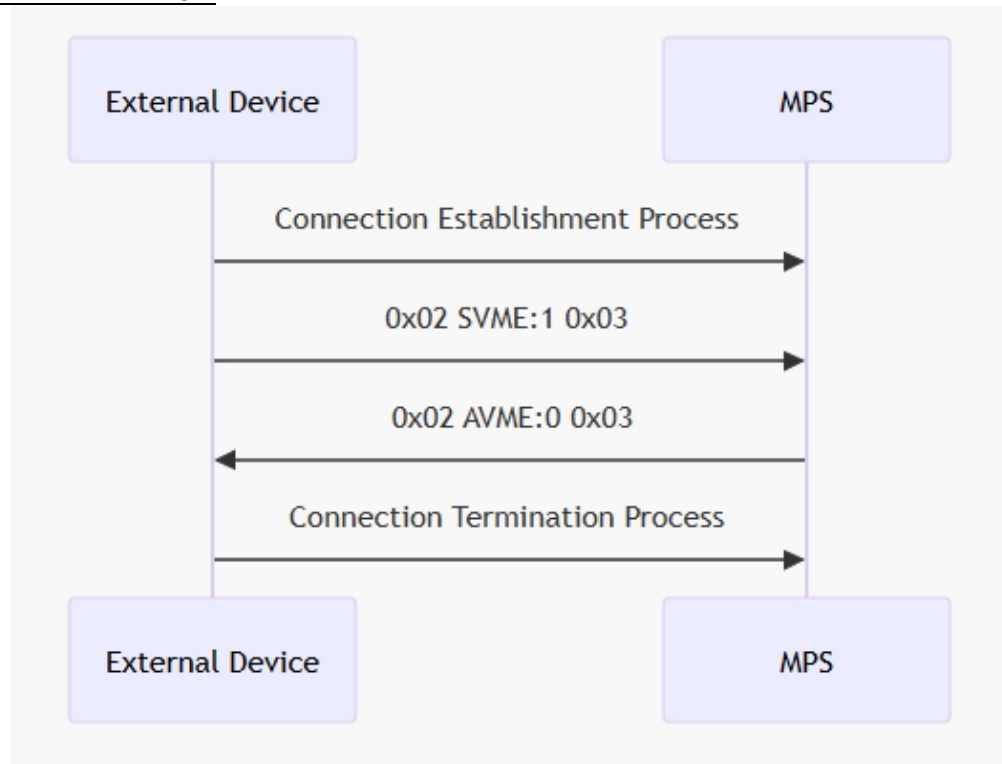 External Device MPS
Connection Establishment Process
0x02 SVME:1 0x03
0x02 AVME:0 0x03
Connection Termination Process
External Device MPS